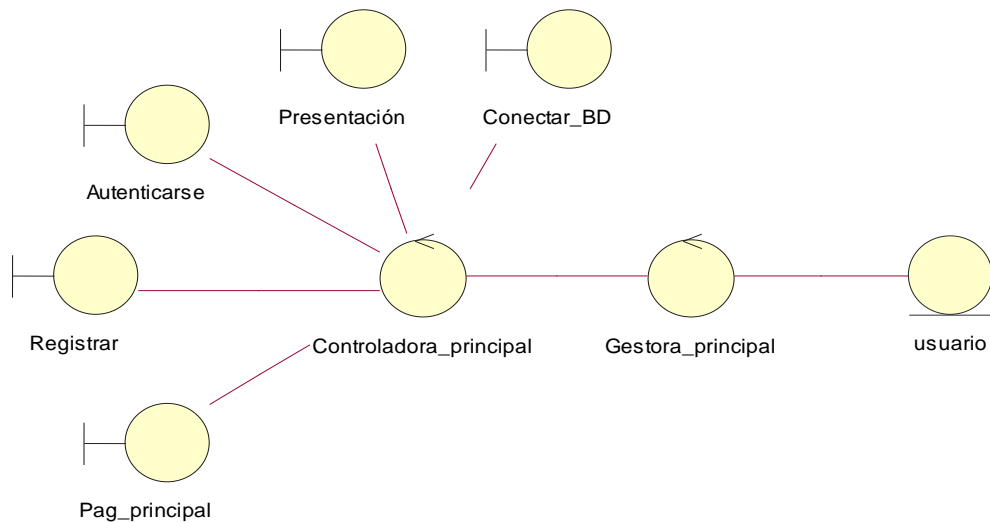 Presentación
Conectar_BD
Autenticarse
Registrar
Controladora_principal
Gestora_principal
usuario
Pag_principal